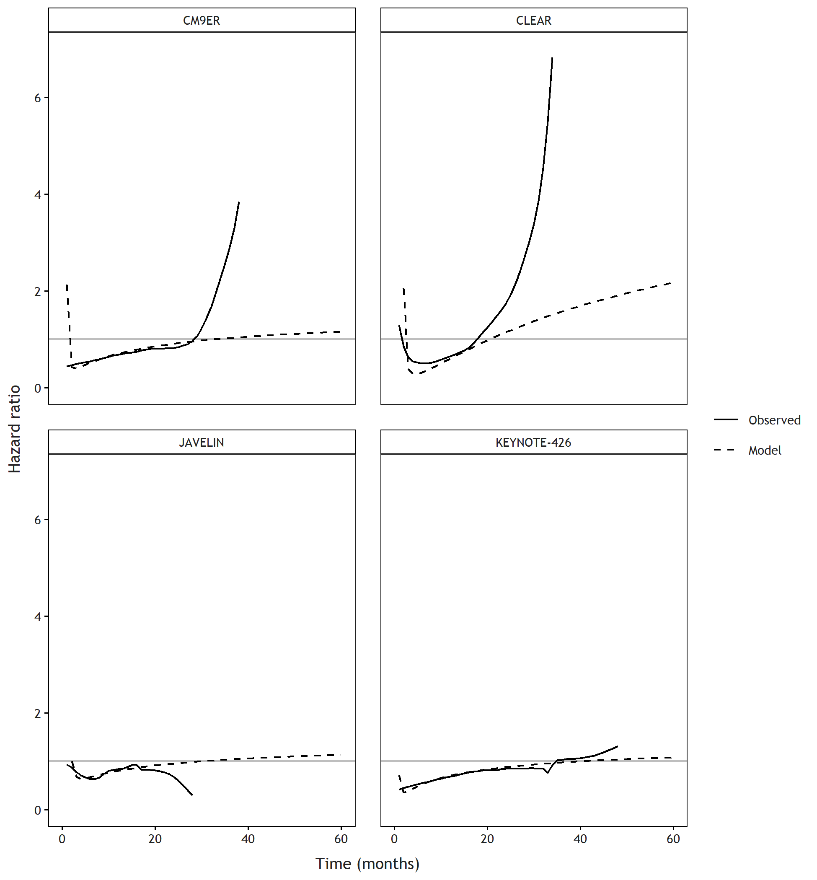 CM9ER
CLEAR
6
4
2
0
JAVELIN
KEYNOTE-426
6
4
2
0
0
20
40
60
0
20
40
60
Hazard ratio
Time (months)
Observed
Model